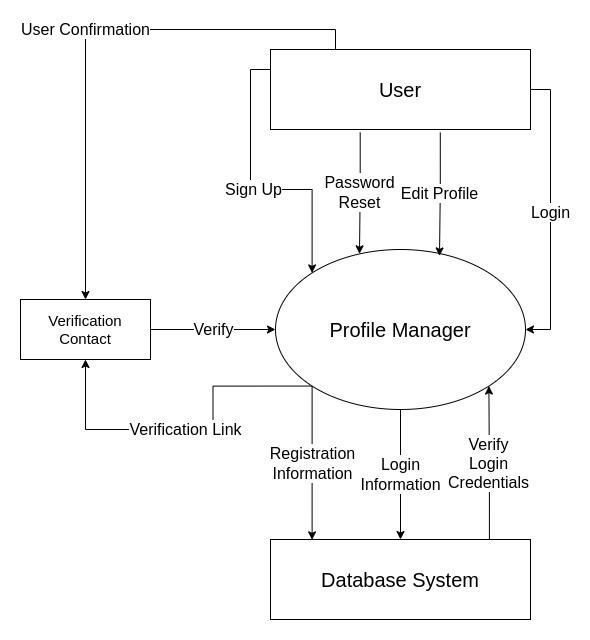 User Confirmation
User
Sign Up
Password
Reset
Edit Profile
Login
Verification
Contact
Verify
Profile Manager
Verification Link
Registration
Information
Login
Information
Verify
Login
Credentials
Database System